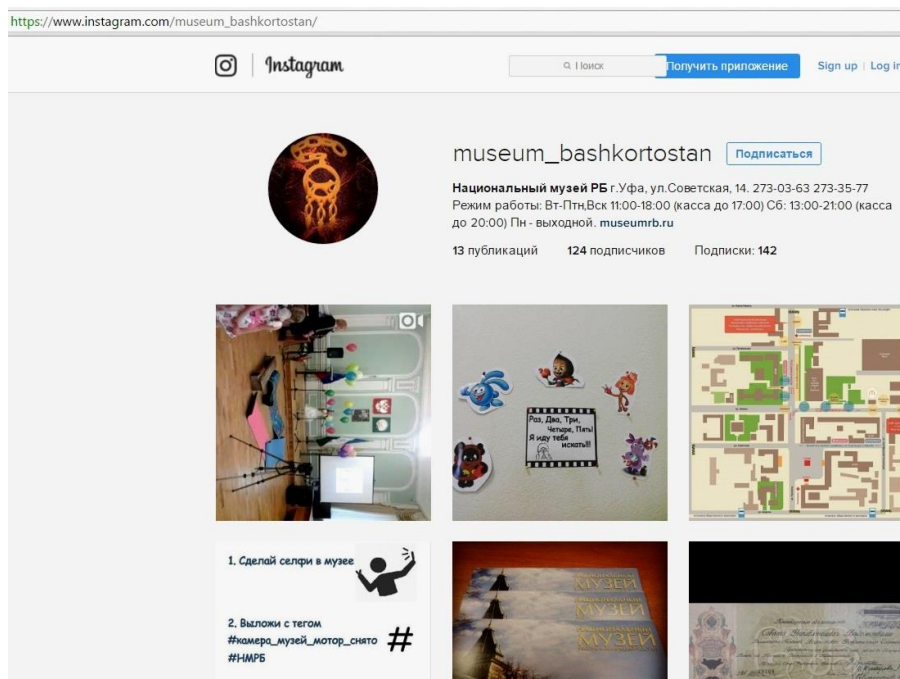 https://www.instagram.com/museum_bashkortostan/
Instagram
Поиск
Получить приложение
Sign up | Log in
museum_bashkortostan
Подписаться
Национальный музей РБ г.Уфа, ул.Советская, 14. 273-03-63 273-35-77
Режим работы: Вт-Птн,Вск 11:00-18:00 (касса до 17:00) Сб: 13:00-21:00 (касса
до 20:00) Пн - выходной. museumrb.ru
13 публикаций 124 подписчиков Подписки: 142
Раз, Два, Три,
Четыре, Пять!
Я иду тебя
искать!!!
1. Сделай селфи в музее
2. Выложи с тегом
#камера_музей_мотор_снято
#НМРБ
#
МУЗЕЙ
МУЗЕЙ
МУЗЕЙ